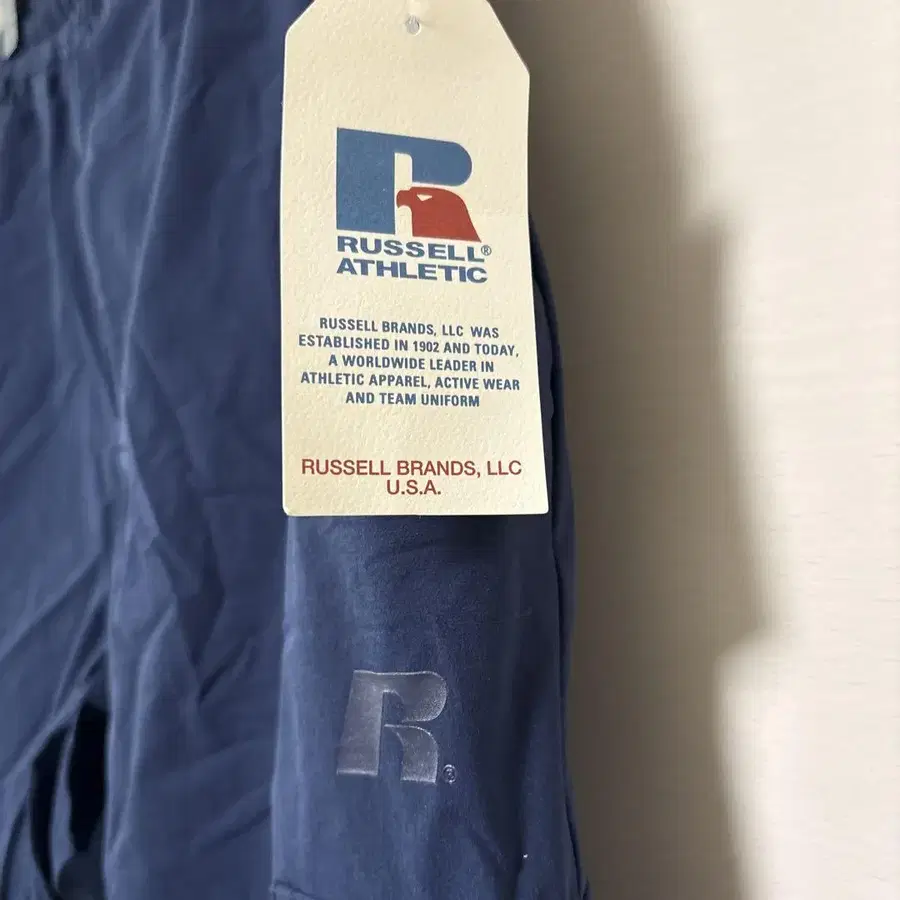 R
RUSSELL®
ATHLETIC
RUSSELL BRANDS, LLC WAS
ESTABLISHED IN 1902 AND TODAY,
A WORLDWIDE LEADER IN
ATHLETIC APPAREL, ACTIVE WEAR
AND TEAM UNIFORM
RUSSELL BRANDS, LLC
U.S.A.
R®